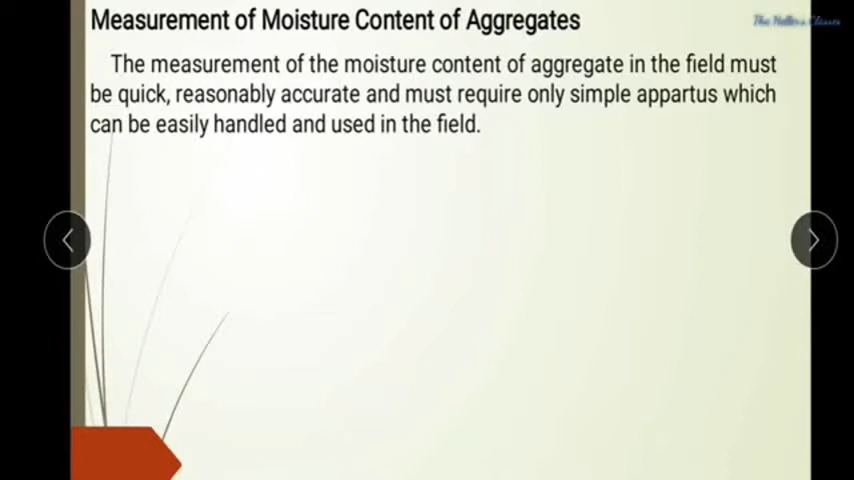 Measurement of Moisture Content of Aggregates
The measurement of the moisture content of aggregate in the field must
be quick, reasonably accurate and must require only simple appartus which
can be easily handled and used in the field.